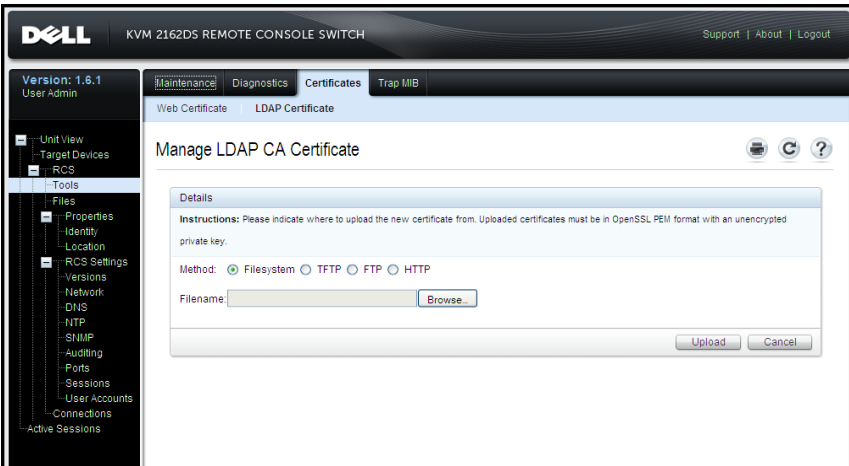 DELL KVM 2162DS REMOTE CONSOLE SWITCH Support | About | Logout
Version: 1.6.1
User Admin
Maintenance Diagnostics Certificates Trap MIB
Web Certificate LDAP Certificate
Unit View
Target Devices
RCS
Tools
Files
Properties
Identity
Location
RCS Settings
Versions
Network
DNS
NTP
SNMP
Auditing
Ports
Sessions
User Accounts
Connections
Active Sessions
Manage LDAP CA Certificate
Details
Instructions: Please indicate where to upload the new certificate from. Uploaded certificates must be in OpenSSL PEM format with an unencrypted
private key.
Method: Filesystem TFTP FTP HTTP
Filename: Browse...
Upload Cancel